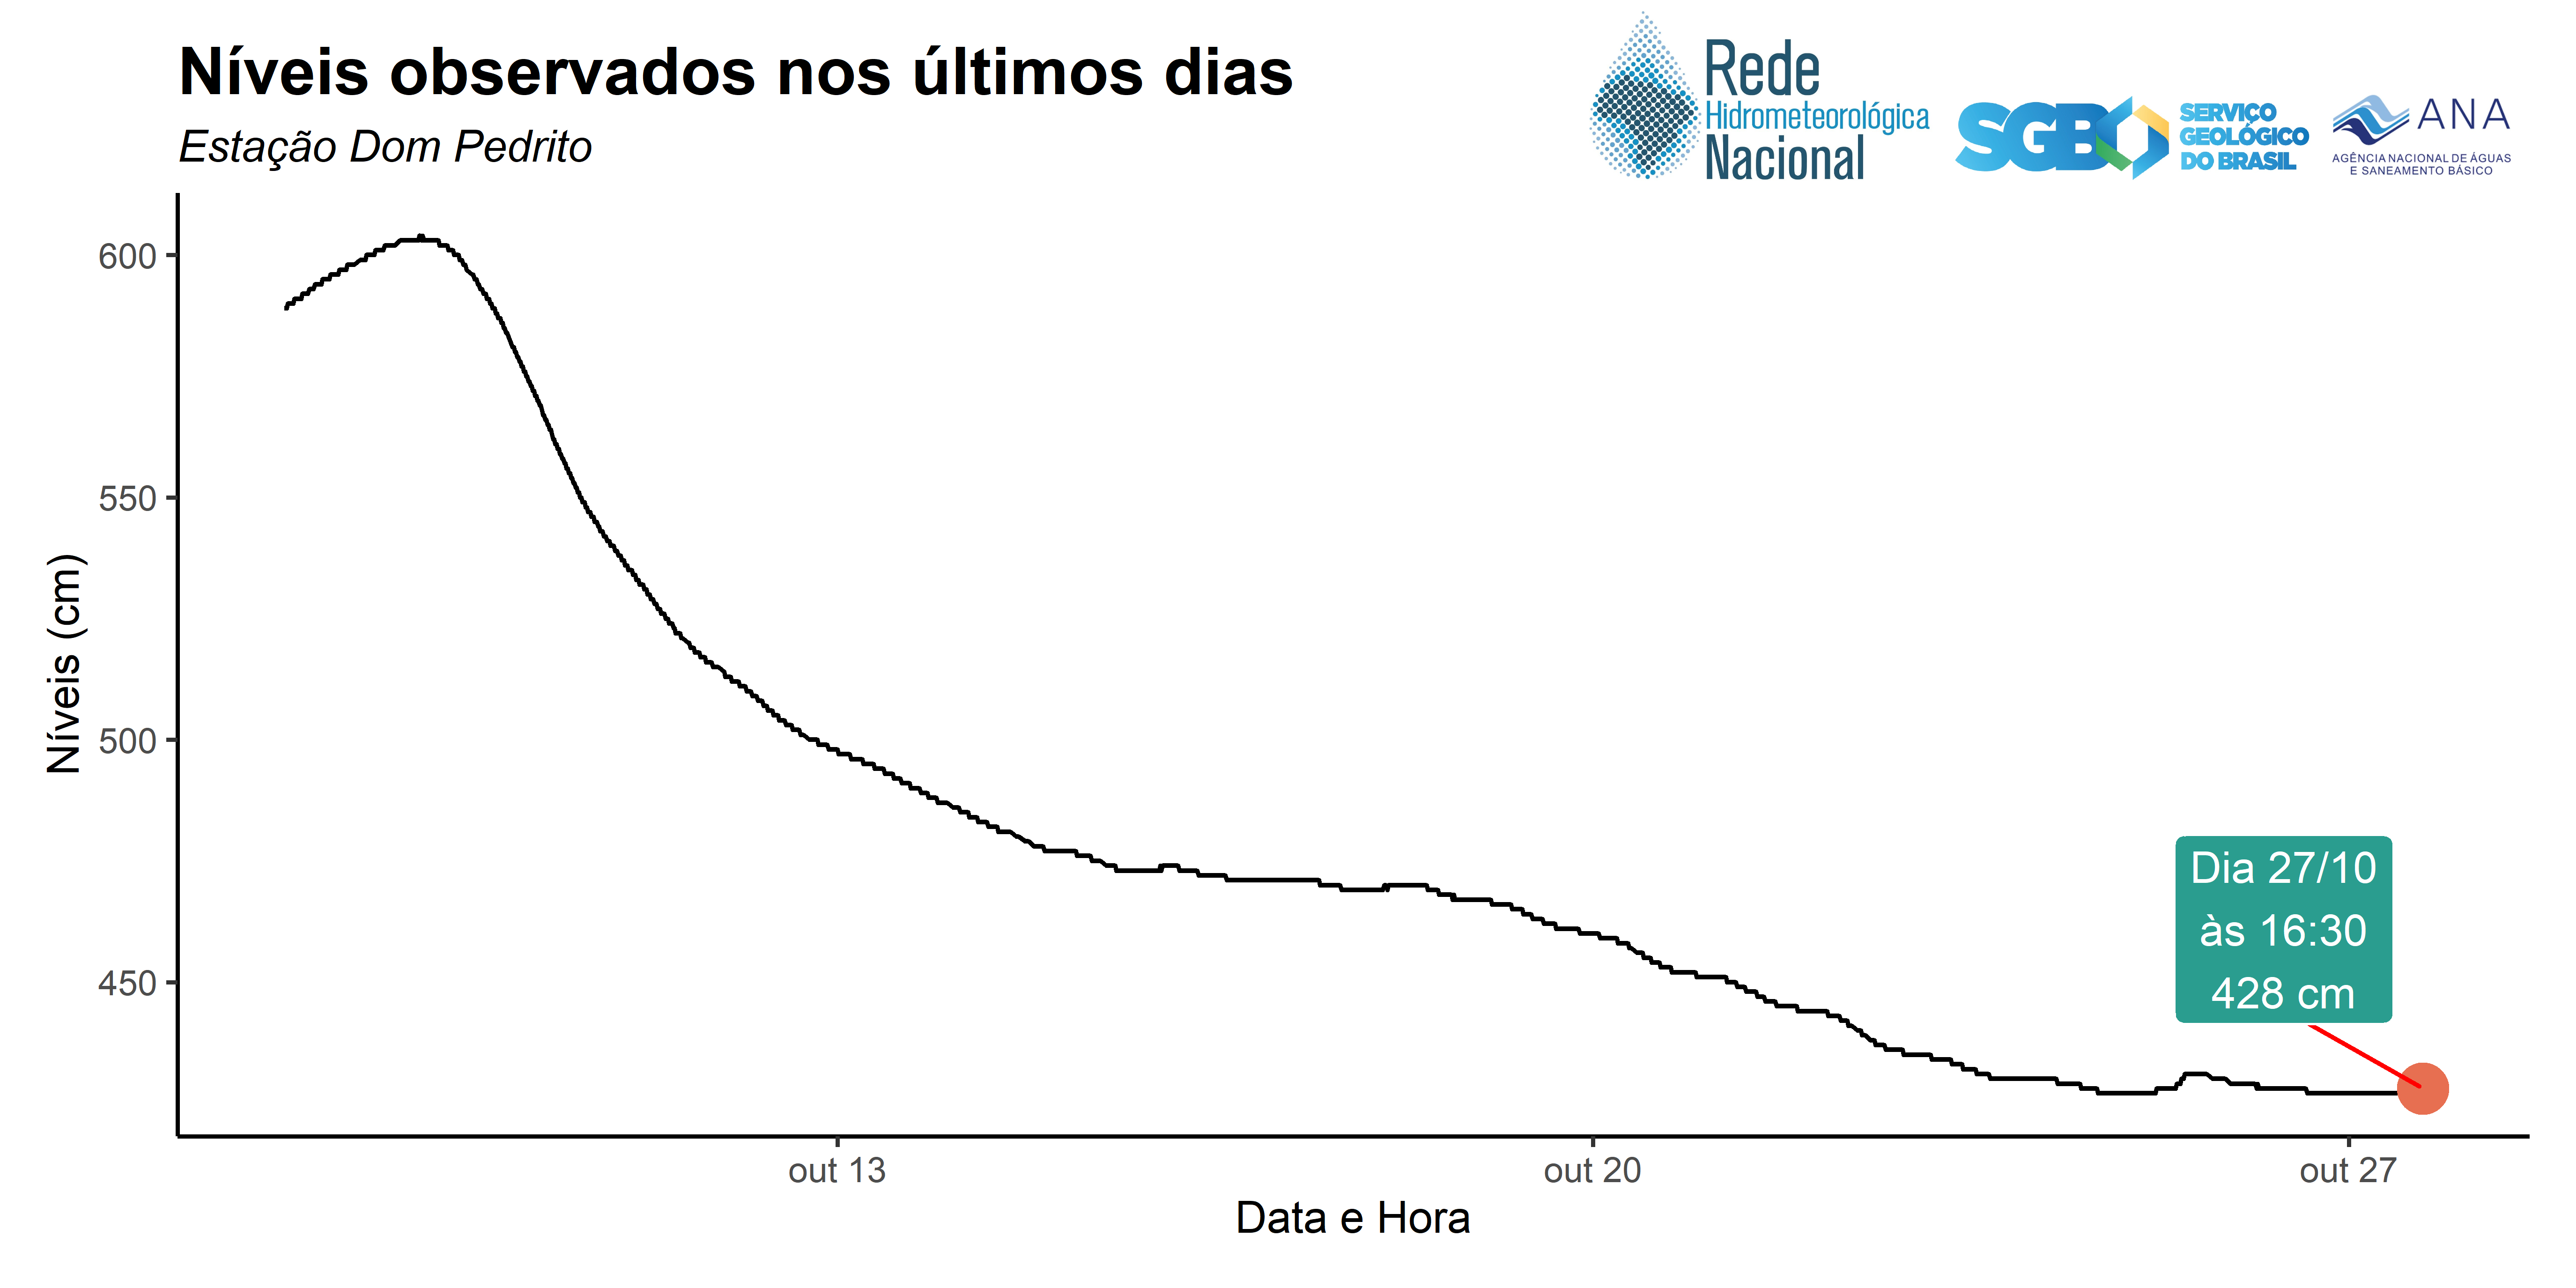 Níveis observados nos últimos dias
Estação Dom Pedrito
Rede
Hidrometeorológica
Nacional
SGB
SERVIÇO
GEOLÓGICO
DO BRASIL
ANA
AGÊNCIA NACIONAL DE ÁGUAS
E SANEAMENTO BÁSICO
Níveis (cm)
600
550
500
450
Dia 27/10
às 16:30
428 cm
out 13
out 20
out 27
Data e Hora